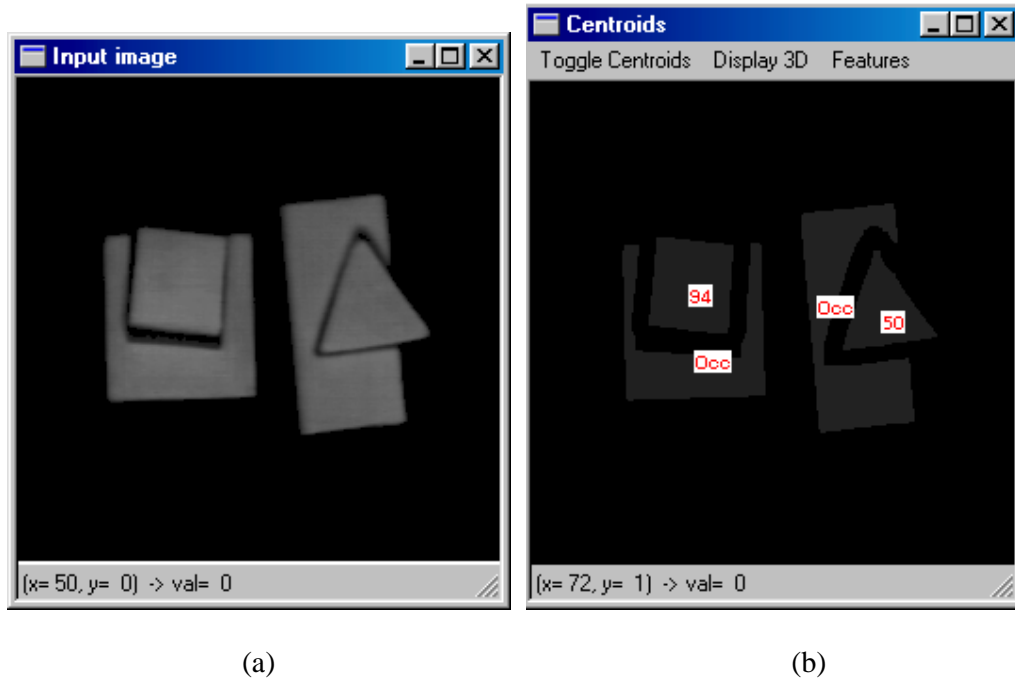 Input image
(x= 50, y= 0) -> val= 0
(a)
Centroids
Toggle Centroids Display 3D Features
94
Occ
50
Occ
(x= 72, y= 1) -> val= 0
(b)